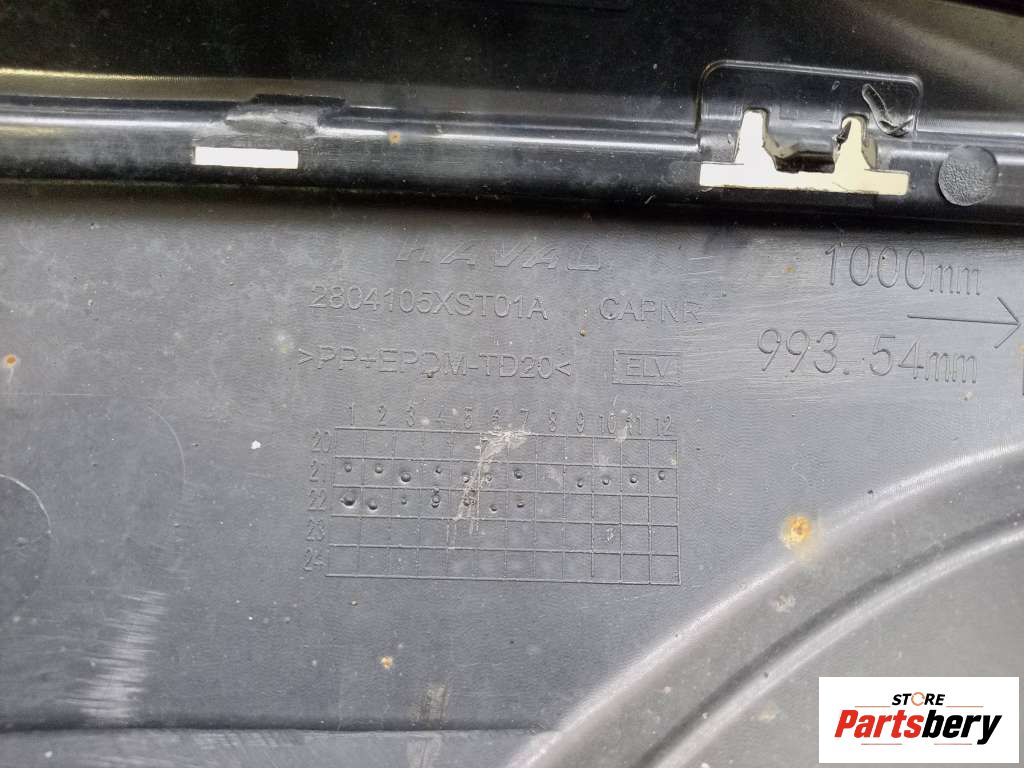 HAVAL
2804105XST01A CAPNR
>PP+EPDM-TD20< ELV
1000mm
993.54mm
1 2 3 4 5 6 7 8 9 10 11 12
20
21
22
23
24
STORE
Partsbery